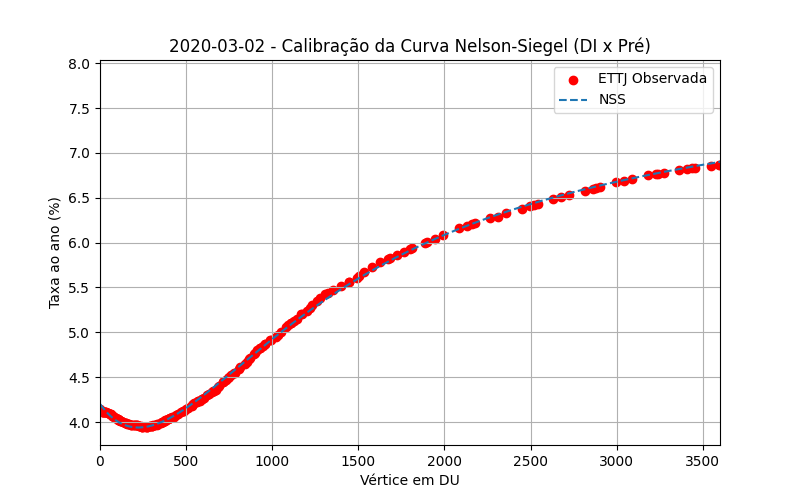 2020-03-02 - Calibração da Curva Nelson-Siegel (DI x Pré)
ETTJ Observada
NSS
Taxa ao ano (%)
8.0
7.5
7.0
6.5
6.0
5.5
5.0
4.5
4.0
0 500 1000 1500 2000 2500 3000 3500
Vértice em DU